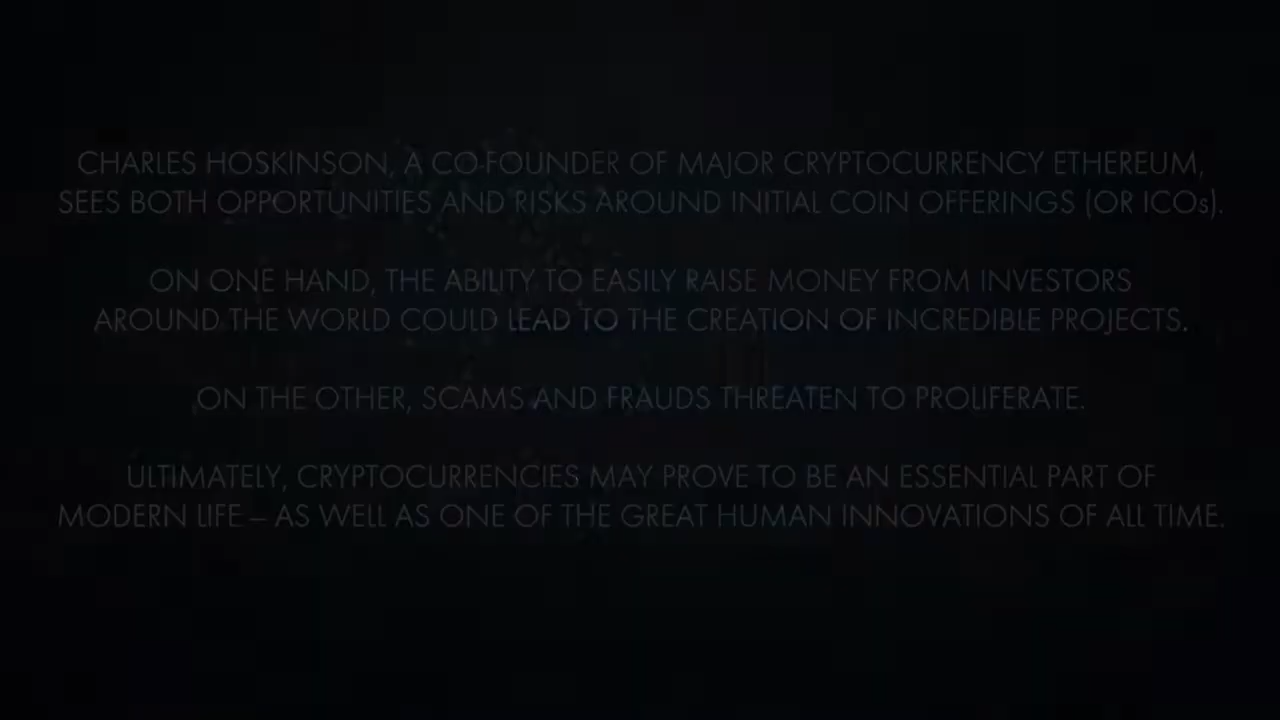 CHARLES HOSKINSON, A CO-FOUNDER OF MAJOR CRYPTOCURRENCY ETHEREUM,
SEES BOTH OPPORTUNITIES AND RISKS AROUND INITIAL COIN OFFERINGS (OR ICOs).
ON ONE HAND, THE ABILITY TO EASILY RAISE MONEY FROM INVESTORS
AROUND THE WORLD COULD LEAD TO THE CREATION OF INCREDIBLE PROJECTS.
ON THE OTHER, SCAMS AND FRAUDS THREATEN TO PROLIFERATE.
ULTIMATELY, CRYPTOCURRENCIES MAY PROVE TO BE AN ESSENTIAL PART OF
MODERN LIFE – AS WELL AS ONE OF THE GREAT HUMAN INNOVATIONS OF ALL TIME.